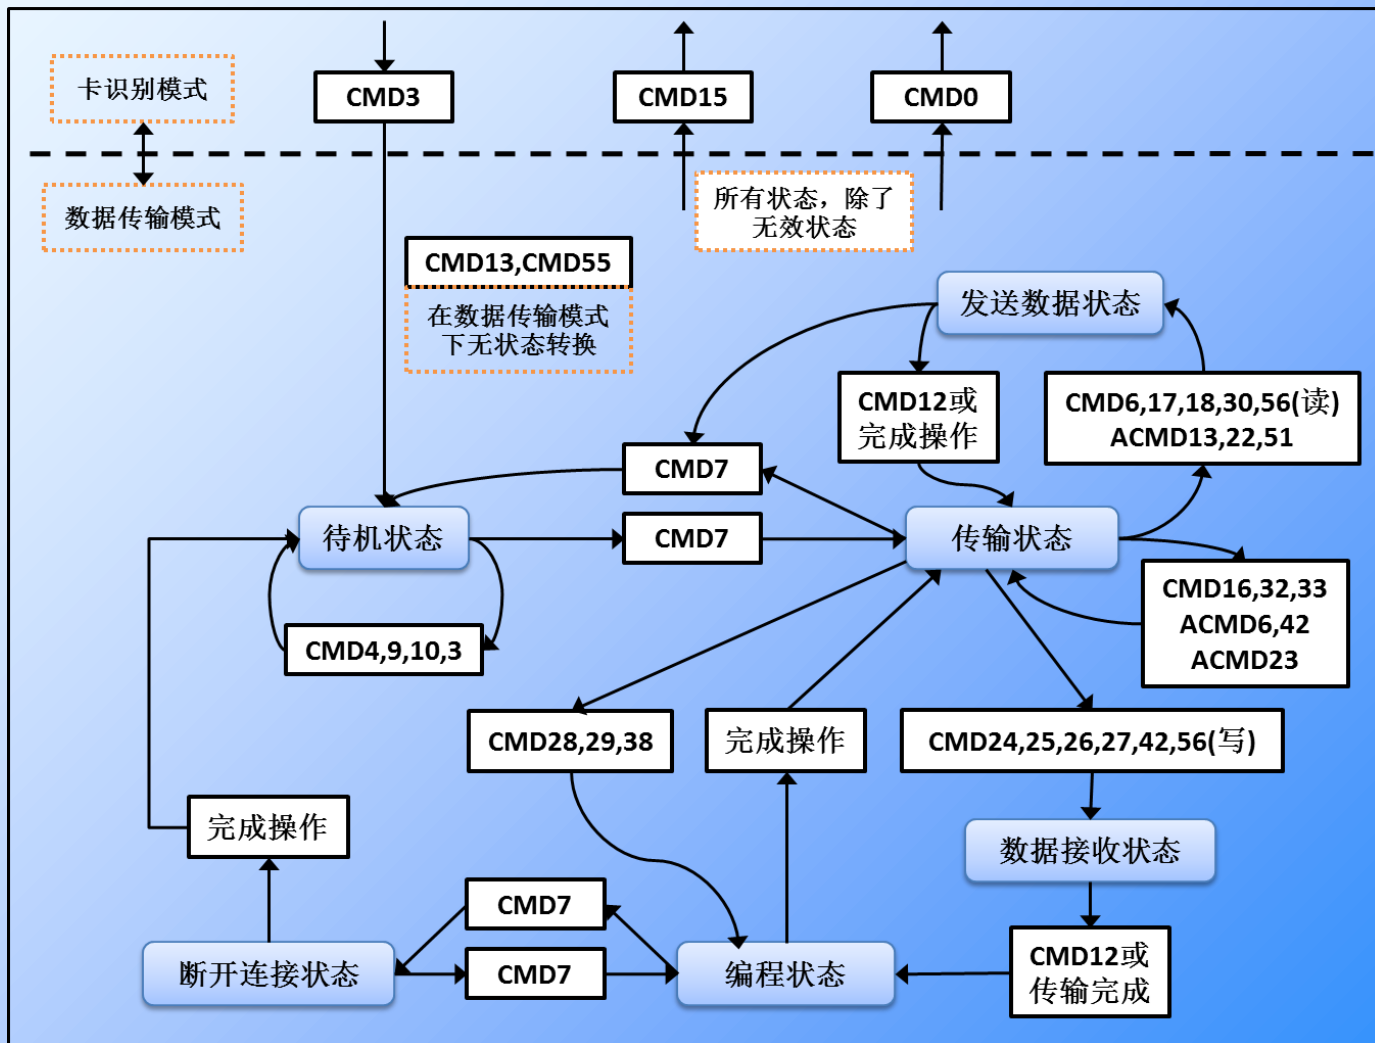 卡识别模式
CMD3
CMD15
CMD0
数据传输模式
所有状态，除了
无效状态
CMD13,CMD55
在数据传输模式
下无状态转换
发送数据状态
CMD12或
完成操作
CMD6,17,18,30,56(读)
ACMD13,22,51
CMD7
待机状态
CMD7
传输状态
CMD16,32,33
ACMD6,42
ACMD23
CMD4,9,10,3
CMD28,29,38
完成操作
CMD24,25,26,27,42,56(写)
完成操作
数据接收状态
CMD7
断开连接状态
CMD7
编程状态
CMD12或
传输完成